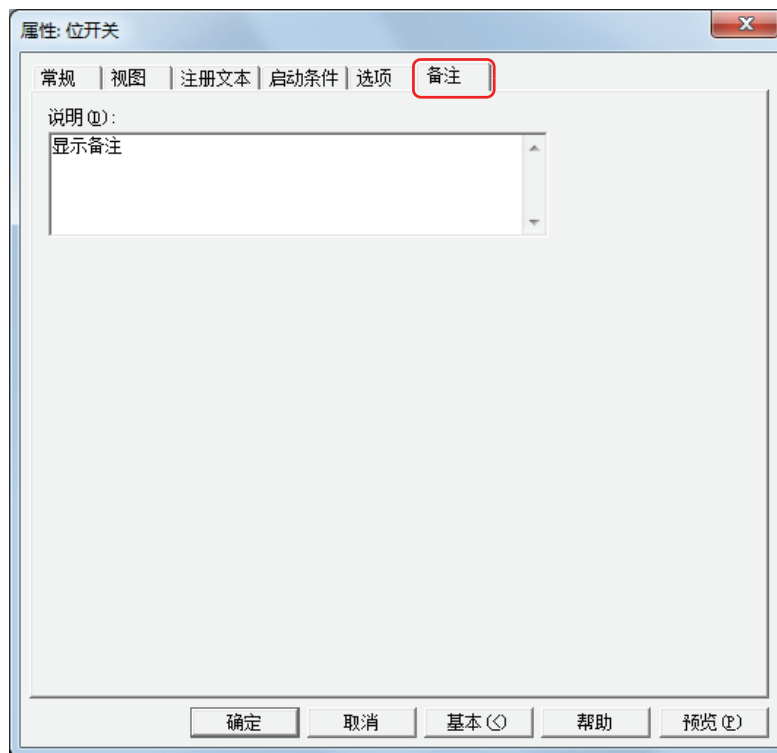 属性: 位开关
常规 视图 注册文本 启动条件 选项 备注
说明(D):
显示备注
确定 取消 基本(<) 帮助 预览(P)